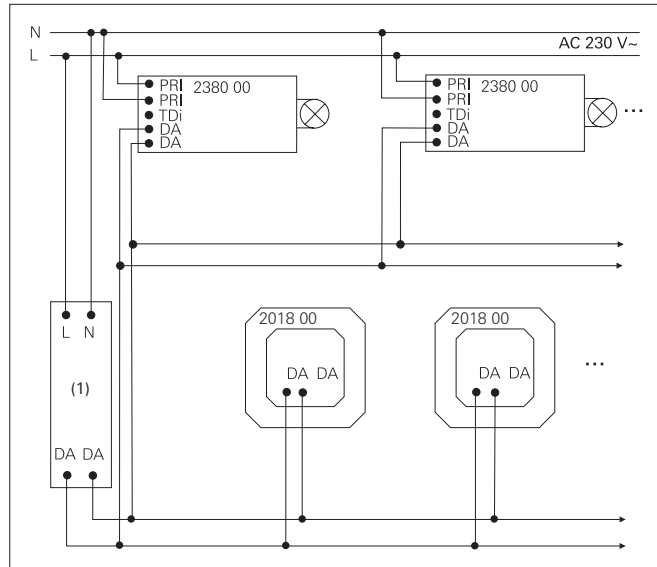 N
AC 230 V~
L
PRI 2380 00
PRI
TDi
DA
DA
PRI 2380 00
PRI
TDi
DA
DA
...
L N
(1)
DA DA
2018 00
DA DA
2018 00
DA DA
...